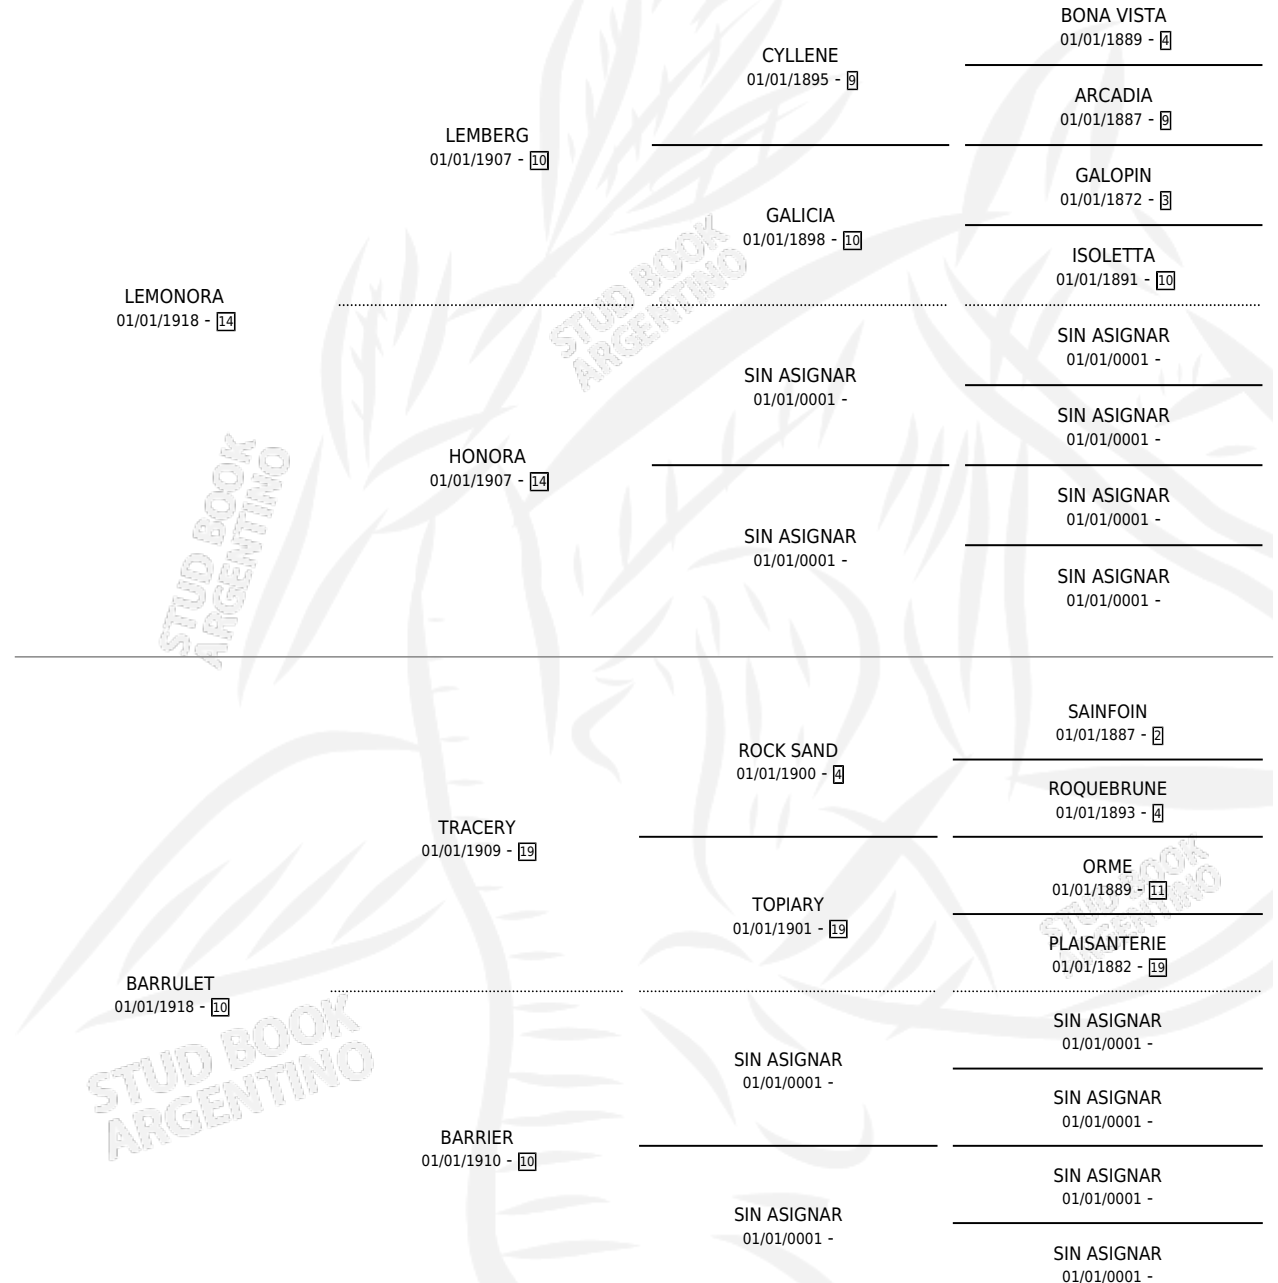 BONA VISTA
01/01/1889 - 4
CYLLENE
01/01/1895 - 9
ARCADIA
01/01/1887 - 9
LEMBERG
01/01/1907 - 10
GALOPIN
01/01/1872 - 3
GALICIA
01/01/1898 - 10
ISOLETTA
01/01/1891 - 10
LEMONORA
01/01/1918 - 14
SIN ASIGNAR
01/01/0001 -
SIN ASIGNAR
01/01/0001 -
SIN ASIGNAR
01/01/0001 -
HONORA
01/01/1907 - 14
SIN ASIGNAR
01/01/0001 -
SIN ASIGNAR
01/01/0001 -
SIN ASIGNAR
01/01/0001 -
STUD BOOK
ARGENTINO
STUD BOOK
ARGENTINO
SAINFOIN
01/01/1887 - 2
ROCK SAND
01/01/1900 - 4
ROQUEBRUNE
01/01/1893 - 4
TRACERY
01/01/1909 - 19
ORME
01/01/1889 - 11
TOPIARY
01/01/1901 - 19
PLAISANTERIE
01/01/1882 - 19
BARRULET
01/01/1918 - 10
SIN ASIGNAR
01/01/0001 -
SIN ASIGNAR
01/01/0001 -
SIN ASIGNAR
01/01/0001 -
BARRIER
01/01/1910 - 10
SIN ASIGNAR
01/01/0001 -
SIN ASIGNAR
01/01/0001 -
SIN ASIGNAR
01/01/0001 -
STUD BOOK
ARGENTINO
STUD BOOK
ARGENTINO